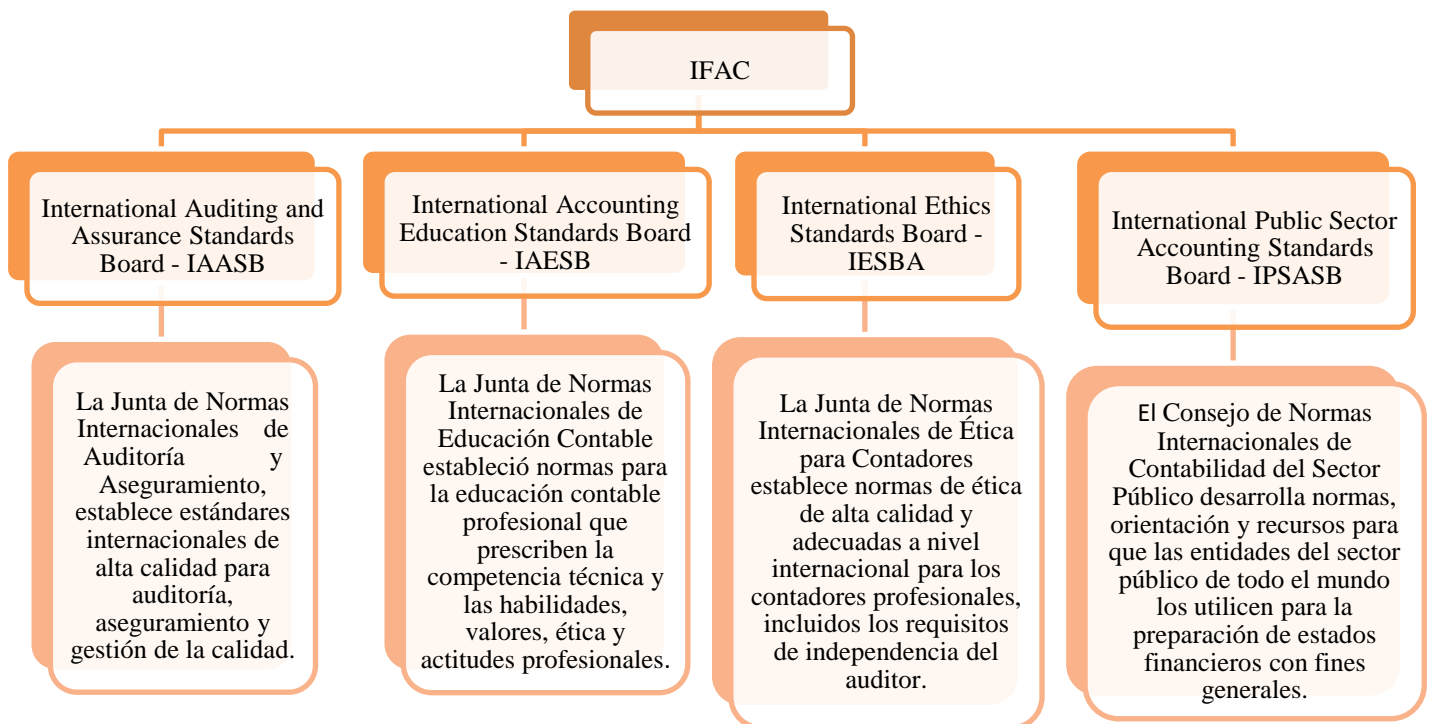 IFAC
International Auditing and
Assurance Standards
Board - IAASB
International Accounting
Education Standards Board
- IAESB
International Ethics
Standards Board -
IESBA
International Public Sector
Accounting Standards
Board - IPSASB
La Junta de Normas
Internacionales de
Auditoría y
Aseguramiento,
establece estándares
internacionales de
alta calidad para
auditoría,
aseguramiento y
gestión de la calidad.
La Junta de Normas
Internacionales de
Educación Contable
estableció normas para
la educación contable
profesional que
prescriben la
competencia técnica y
las habilidades,
valores, ética y
actitudes profesionales.
La Junta de Normas
Internacionales de Ética
para Contadores
establece normas de ética
de alta calidad y
adecuadas a nivel
internacional para los
contadores profesionales,
incluidos los requisitos
de independencia del
auditor.
El Consejo de Normas
Internacionales de
Contabilidad del Sector
Público desarrolla normas,
orientación y recursos para
que las entidades del sector
público de todo el mundo
los utilicen para la
preparación de estados
financieros con fines
generales.